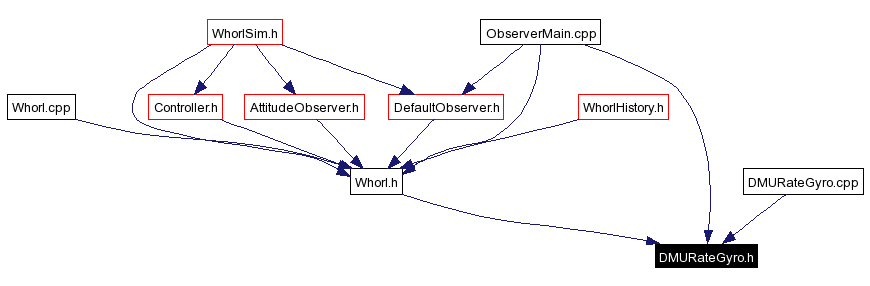 WhorlSim.h
ObserverMain.cpp
Whorl.cpp
Controller.h
AttitudeObserver.h
DefaultObserver.h
WhorlHistory.h
Whorl.h
DMURateGyro.cpp
DMURateGyro.h